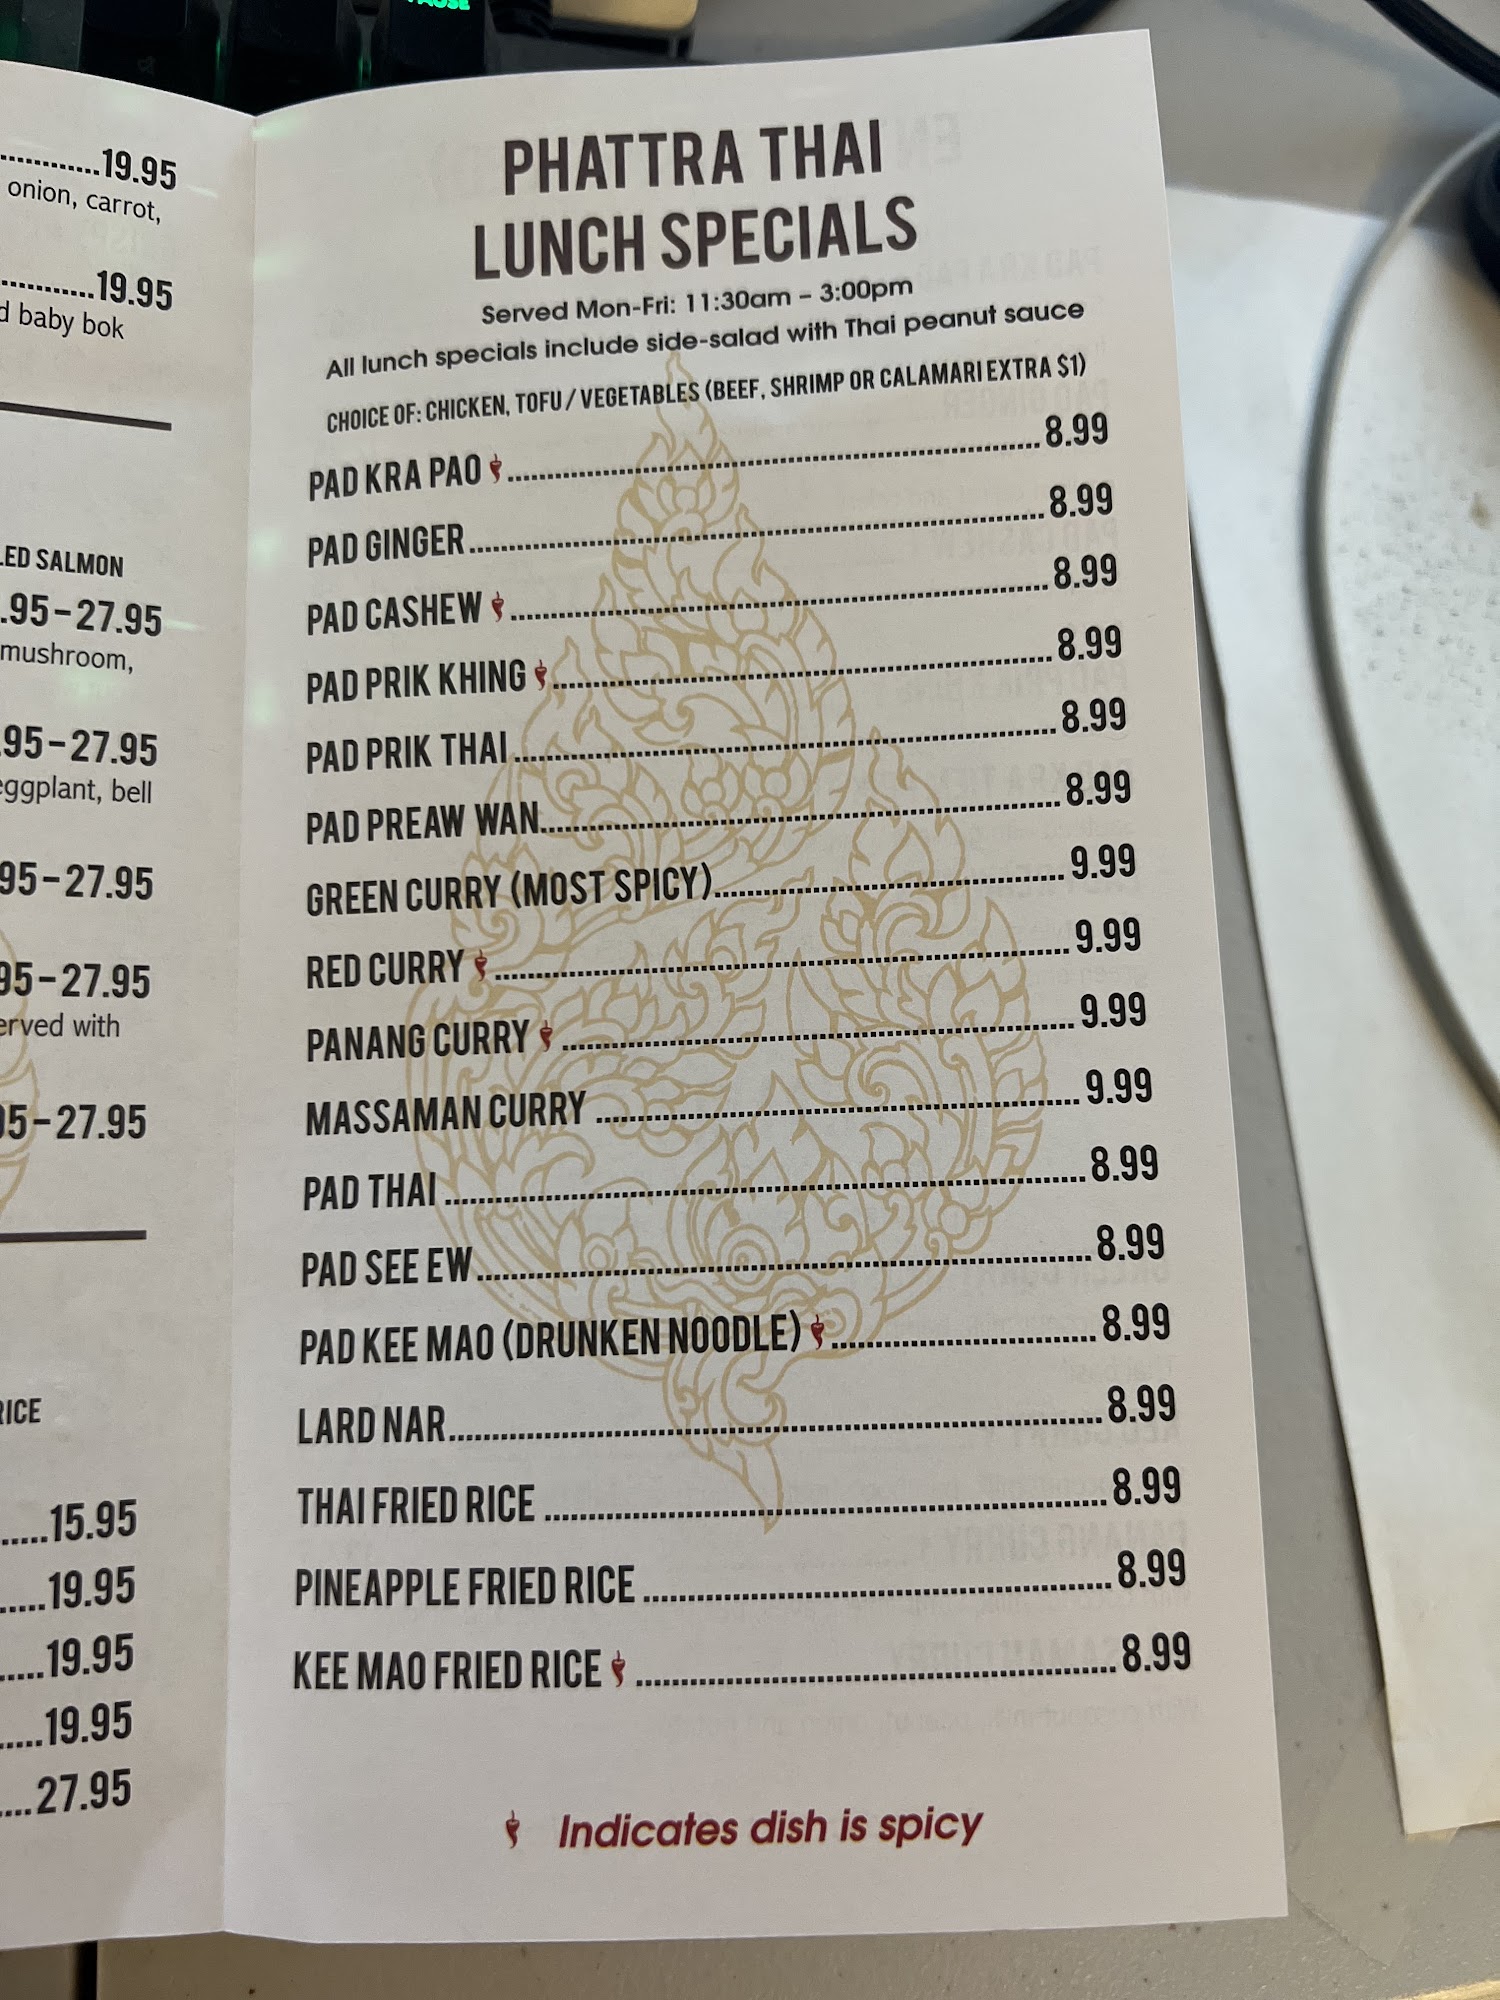 PAUSE
19.95
onion, carrot,
19.95
baby bok
SALMON
.95-27.95
mushroom,
95-27.95
eggplant, bell
95-27.95
95-27.95
served with
95-27.95
RICE
15.95
19.95
19.95
19.95
27.95
PHATTRA THAI
LUNCH SPECIALS
Served Mon-Fri: 11:30am – 3:00pm
All lunch specials include side-salad with Thai peanut sauce
CHOICE OF: CHICKEN, TOFU / VEGETABLES (BEEF, SHRIMP OR CALAMARI EXTRA $1)
PAD KRA PAO 8.99
PAD GINGER 8.99
PAD CASHEW 8.99
PAD PRIK KHING 8.99
PAD PRIK THAI 8.99
PAD PREAW WAN 8.99
GREEN CURRY (MOST SPICY) 9.99
RED CURRY 9.99
PANANG CURRY 9.99
MASSAMAN CURRY 9.99
PAD THAI 8.99
PAD SEE EW 8.99
PAD KEE MAO (DRUNKEN NOODLE) 8.99
LARD NAR 8.99
THAI FRIED RICE 8.99
PINEAPPLE FRIED RICE 8.99
KEE MAO FRIED RICE 8.99
Indicates dish is spicy